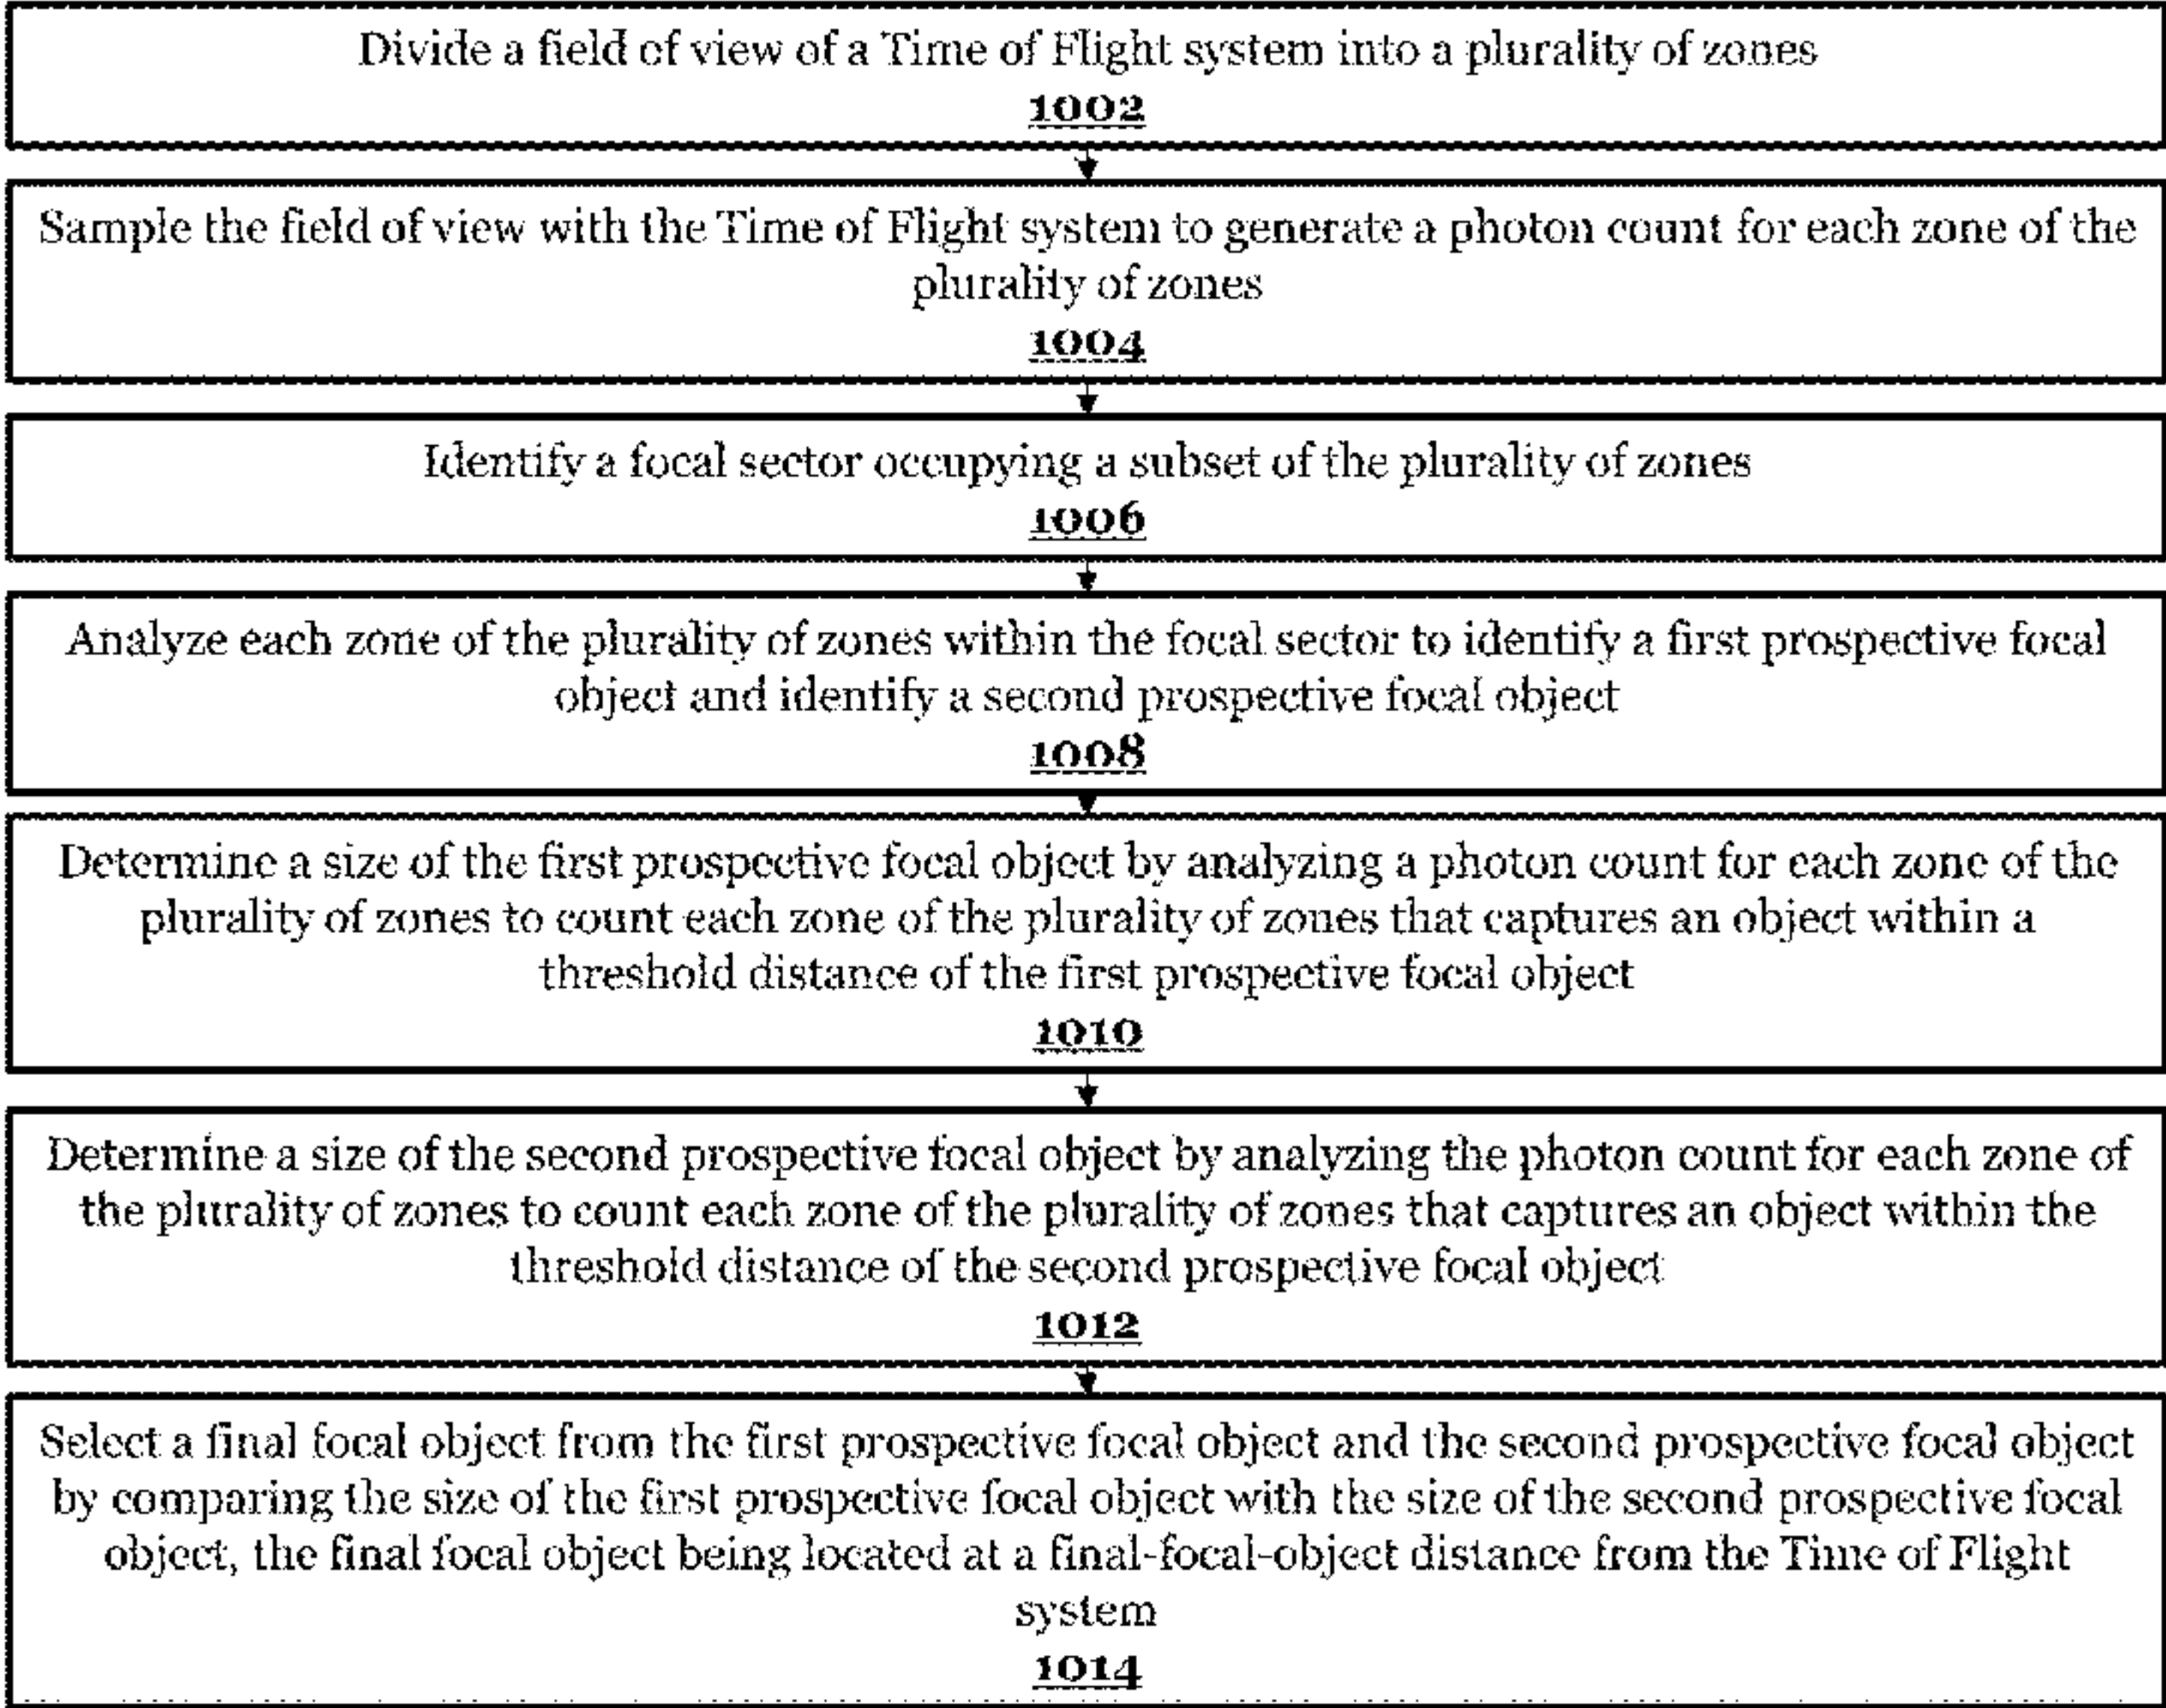 Divide a field of view of a Time of Flight system into a plurality of zones
1002
Sample the field of view with the Time of Flight system to generate a photon count for each zone of the
plurality of zones
1004
Identify a focal sector occupying a subset of the plurality of zones
1006
Analyze each zone of the plurality of zones within the focal sector to identify a first prospective focal
object and identify a second prospective focal object
1008
Determine a size of the first prospective focal object by analyzing a photon count for each zone of the
plurality of zones to count each zone of the plurality of zones that captures an object within a
threshold distance of the first prospective focal object
1010
Determine a size of the second prospective focal object by analyzing the photon count for each zone of
the plurality of zones to count each zone of the plurality of zones that captures an object within the
threshold distance of the second prospective focal object
1012
Select a final focal object from the first prospective focal object and the second prospective focal object
by comparing the size of the first prospective focal object with the size of the second prospective focal
object, the final focal object being located at a final-focal-object distance from the Time of Flight
system
1014